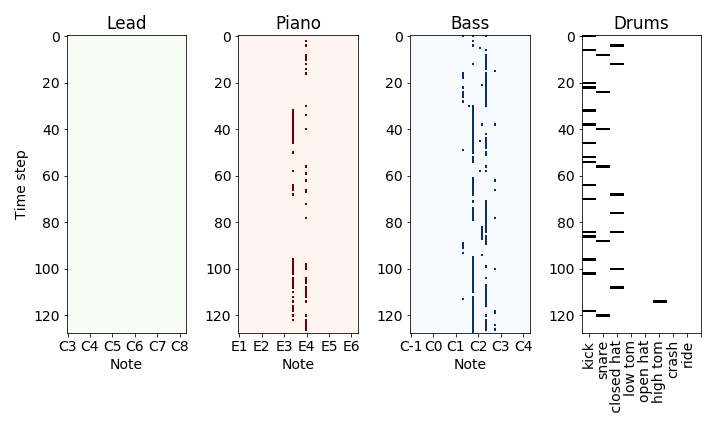 Lead Piano Bass Drums
0 0 0 0
20 20 20 20
40 40 40 40
60 60 60 60
80 80 80 80
100 100 100 100
120 120 120 120
Time step
C3 C4 C5 C6 C7 C8
Note
E1 E2 E3 E4 E5 E6
Note
C-1 C0 C1 C2 C3 C4
Note
kick
snare
closed hat
low tom
open hat
high tom
crash
ride